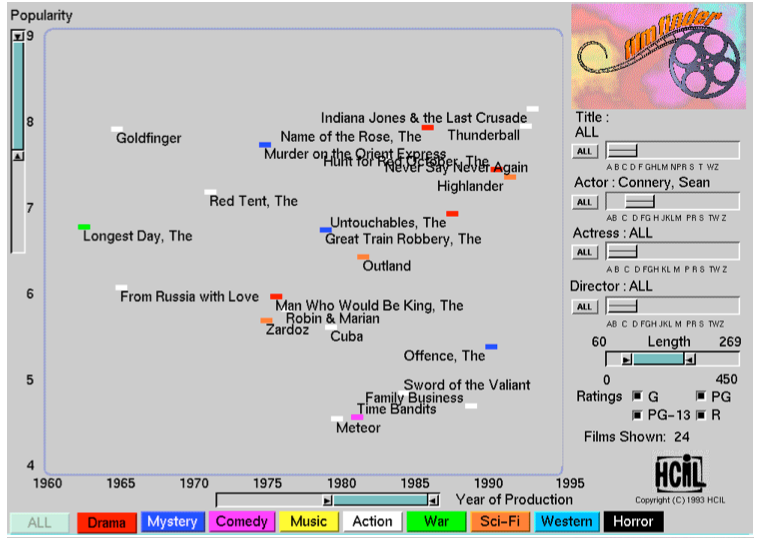 Popularity
filmfinder
9
8
7
6
5
4
Indiana Jones & the Last Crusade
Goldfinger
Name of the Rose, The
Thunderball
Murder on the Orient Express
Hunt for Red October, The
Never Say Never Again
Highlander
Red Tent, The
Longest Day, The
Untouchables, The
Great Train Robbery, The
Outland
From Russia with Love
Man Who Would Be King, The
Robin & Marian
Zardoz
Cuba
Offence, The
Sword of the Valiant
Family Business
Time Bandits
Meteor
1960 1965 1970 1975 1980 1985 1990 1995
Year of Production
Title :
ALL
ALL
A B C D F GHLM NPR S T WZ
Actor : Connery, Sean
ALL
AB C D FGH JKLM P R S TW Z
Actress : ALL
ALL
A B C D FGH KL M P R S TW Z
Director : ALL
ALL
AB C D FGH JKL M P R S TWZ
60 Length 269
0 450
Ratings G PG
PG-13 R
Films Shown: 24
HCIL
Copyright (C) 1993 HCIL
ALL Drama Mystery Comedy Music Action War Sci-Fi Western Horror